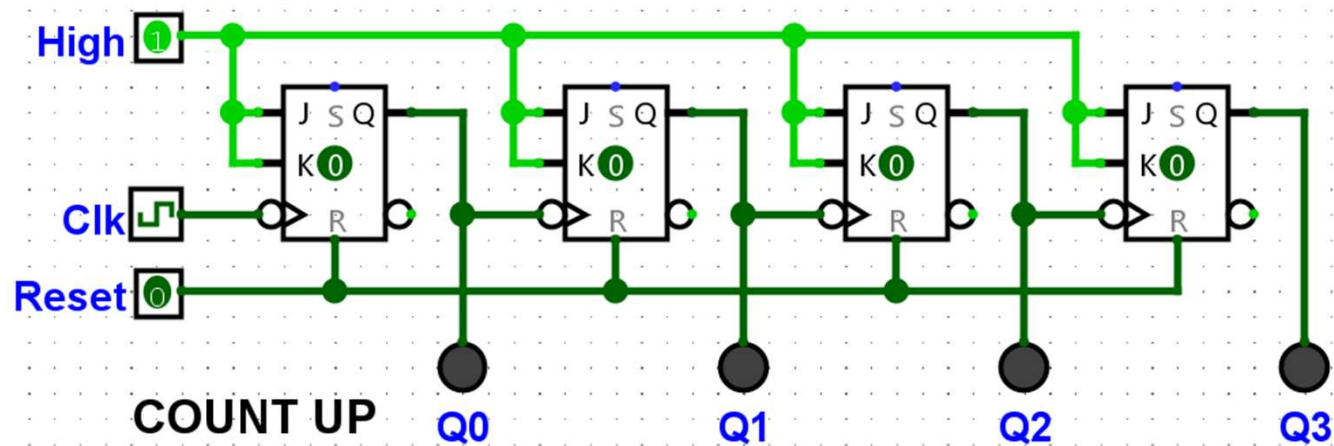 High 1
J S Q J S Q J S Q J S Q
K 0 K 0 K 0 K 0
Clk R R R R
Reset 0
COUNT UP Q0 Q1 Q2 Q3